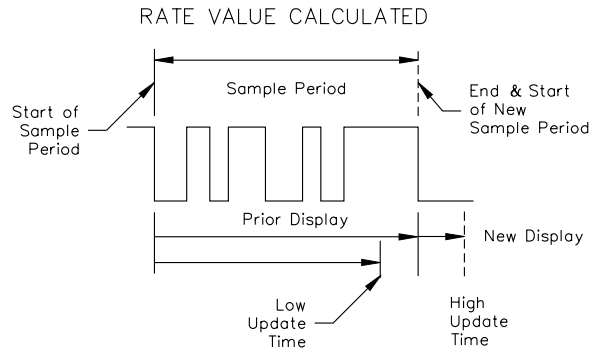 RATE VALUE CALCULATED
Sample Period
Start of
Sample
Period
End & Start
of New
Sample Period
Prior Display
New Display
Low
Update
Time
High
Update
Time